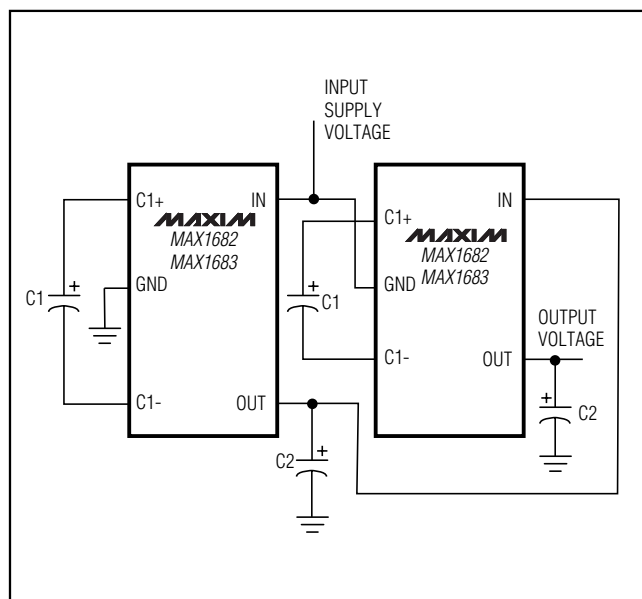 INPUT
SUPPLY
VOLTAGE
C1+
IN
MAXIM
MAX1682
MAX1683
GND
C1
+
C1-
OUT
C2
+
C1+
IN
MAXIM
MAX1682
MAX1683
GND
C1
+
C1-
OUT
OUTPUT
VOLTAGE
+
C2